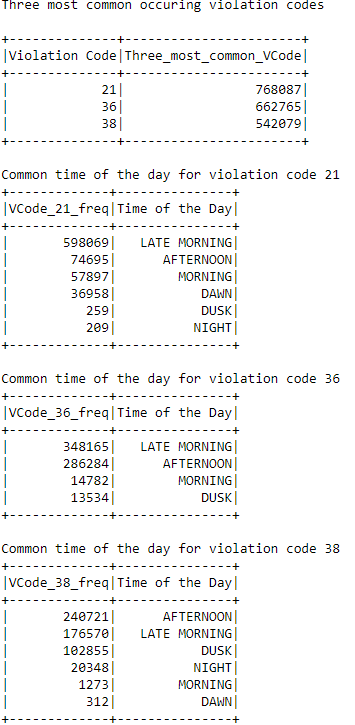 Three most common occuring violation codes
+--------------+------------------------+
|Violation Code|Three_most_common_VCode|
+--------------+------------------------+
| 21| 768087|
| 36| 662765|
| 38| 542079|
+--------------+------------------------+
Common time of the day for violation code 21
+-------------+---------------+
|VCode_21_freq|Time of the Day|
+-------------+---------------+
| 598069| LATE MORNING|
| 74695| AFTERNOON|
| 57897| MORNING|
| 36958| DAWN|
| 259| DUSK|
| 209| NIGHT|
+-------------+---------------+
Common time of the day for violation code 36
+-------------+---------------+
|VCode_36_freq|Time of the Day|
+-------------+---------------+
| 348165| LATE MORNING|
| 286284| AFTERNOON|
| 14782| MORNING|
| 13534| DUSK|
+-------------+---------------+
Common time of the day for violation code 38
+-------------+---------------+
|VCode_38_freq|Time of the Day|
+-------------+---------------+
| 240721| AFTERNOON|
| 176570| LATE MORNING|
| 102855| DUSK|
| 20348| NIGHT|
| 1273| MORNING|
| 312| DAWN|
+-------------+---------------+